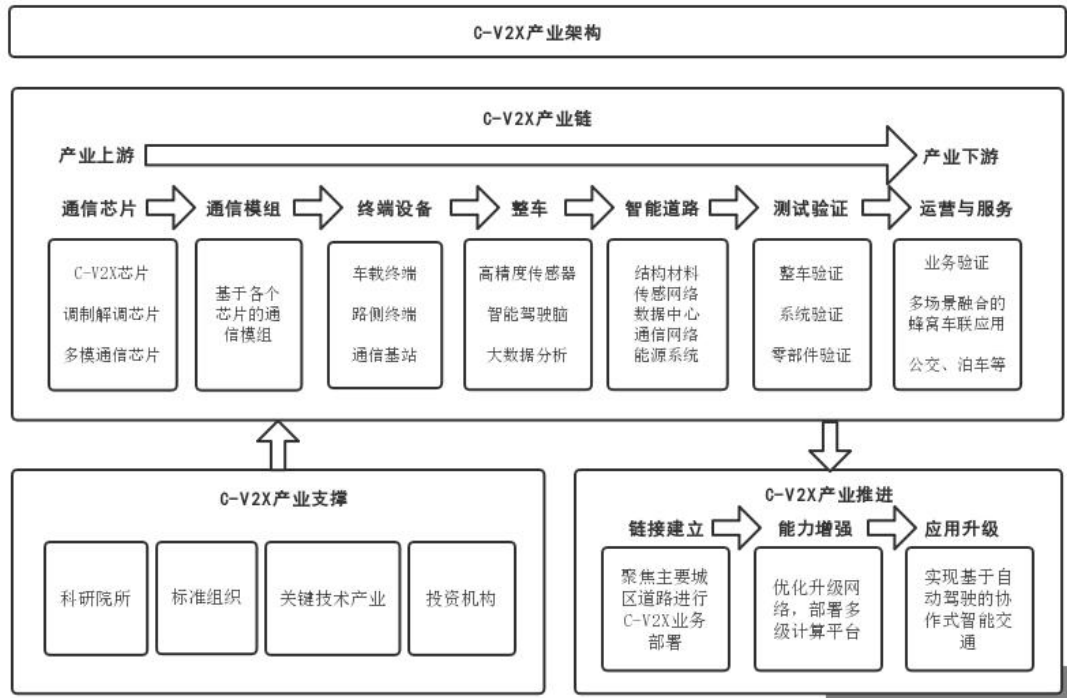 C-V2X产业架构
C-V2X产业链
产业上游
产业下游
通信芯片
通信模组
终端设备
整车
智能道路
测试验证
运营与服务
C-V2X芯片
调制解调芯片
多模通信芯片
基于各个
芯片的通
信模组
车载终端
路侧终端
通信基站
高精度传感器
智能驾驶脑
大数据分析
结构材料
传感网络
数据中心
通信网络
能源系统
整车验证
系统验证
零部件验证
业务验证
多场景融合的
蜂窝车联应用
公交、泊车等
C-V2X产业支撑
科研院所
标准组织
关键技术产业
投资机构
C-V2X产业推进
链接建立
能力增强
应用升级
聚焦主要城
区道路进行
C-V2X业务
部署
优化升级网
络，部署多
级计算平台
实现基于自
动驾驶的协
作式智能交
通